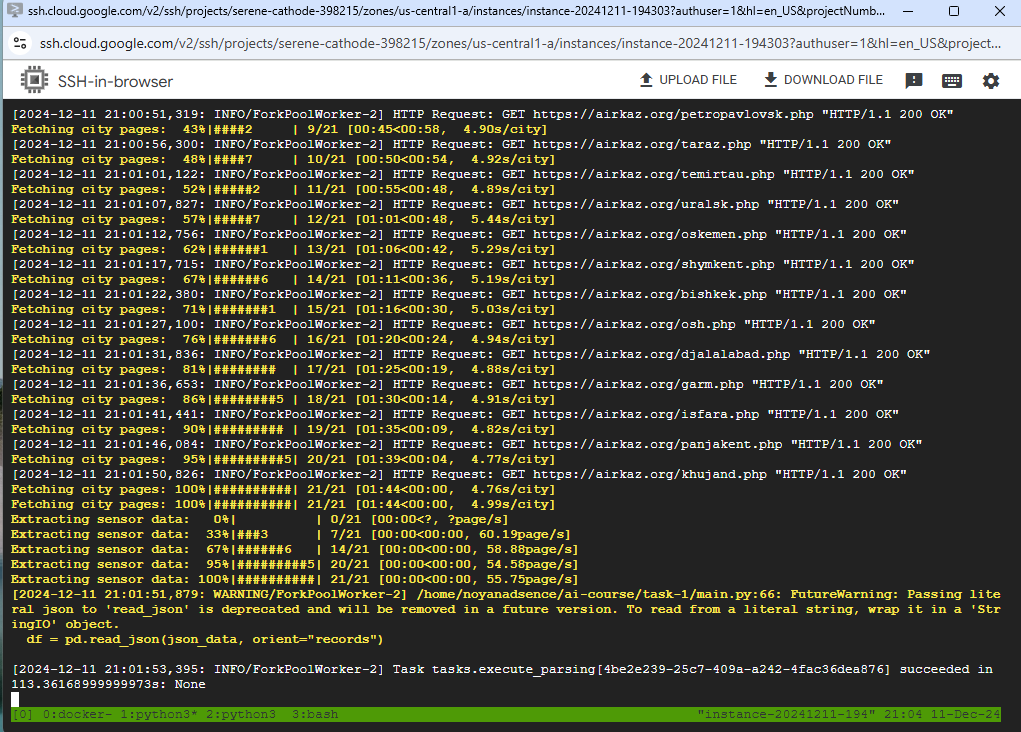 ssh.cloud.google.com/v2/ssh/projects/serene-cathode-398215/zones/us-central1-a/instances/instance-20241211-194303?authuser=1&hl=en_US&projectNumb...
ssh.cloud.google.com/v2/ssh/projects/serene-cathode-398215/zones/us-central1-a/instances/instance-20241211-194303?authuser=1&hl=en_US&project...
SSH-in-browser UPLOAD FILE DOWNLOAD FILE
[2024-12-11 21:00:51,319: INFO/ForkPoolWorker-2] HTTP Request: GET https://airkaz.org/petropavlovsk.php "HTTP/1.1 200 OK"
Fetching city pages:  43%|####2     | 9/21 [00:45<00:58,  4.90s/city]
[2024-12-11 21:00:56,300: INFO/ForkPoolWorker-2] HTTP Request: GET https://airkaz.org/taraz.php "HTTP/1.1 200 OK"
Fetching city pages:  48%|####7     | 10/21 [00:50<00:54,  4.92s/city]
[2024-12-11 21:01:01,122: INFO/ForkPoolWorker-2] HTTP Request: GET https://airkaz.org/temirtau.php "HTTP/1.1 200 OK"
Fetching city pages:  52%|#####2    | 11/21 [00:55<00:48,  4.89s/city]
[2024-12-11 21:01:07,827: INFO/ForkPoolWorker-2] HTTP Request: GET https://airkaz.org/uralsk.php "HTTP/1.1 200 OK"
Fetching city pages:  57%|#####7    | 12/21 [01:01<00:48,  5.44s/city]
[2024-12-11 21:01:12,756: INFO/ForkPoolWorker-2] HTTP Request: GET https://airkaz.org/oskemen.php "HTTP/1.1 200 OK"
Fetching city pages:  62%|######1   | 13/21 [01:06<00:42,  5.29s/city]
[2024-12-11 21:01:17,715: INFO/ForkPoolWorker-2] HTTP Request: GET https://airkaz.org/shymkent.php "HTTP/1.1 200 OK"
Fetching city pages:  67%|######6   | 14/21 [01:11<00:36,  5.19s/city]
[2024-12-11 21:01:22,380: INFO/ForkPoolWorker-2] HTTP Request: GET https://airkaz.org/bishkek.php "HTTP/1.1 200 OK"
Fetching city pages:  71%|#######1  | 15/21 [01:16<00:30,  5.03s/city]
[2024-12-11 21:01:27,100: INFO/ForkPoolWorker-2] HTTP Request: GET https://airkaz.org/osh.php "HTTP/1.1 200 OK"
Fetching city pages:  76%|#######6  | 16/21 [01:20<00:24,  4.94s/city]
[2024-12-11 21:01:31,836: INFO/ForkPoolWorker-2] HTTP Request: GET https://airkaz.org/djalalabad.php "HTTP/1.1 200 OK"
Fetching city pages:  81%|########  | 17/21 [01:25<00:19,  4.88s/city]
[2024-12-11 21:01:36,653: INFO/ForkPoolWorker-2] HTTP Request: GET https://airkaz.org/garm.php "HTTP/1.1 200 OK"
Fetching city pages:  86%|########5 | 18/21 [01:30<00:14,  4.91s/city]
[2024-12-11 21:01:41,441: INFO/ForkPoolWorker-2] HTTP Request: GET https://airkaz.org/isfara.php "HTTP/1.1 200 OK"
Fetching city pages:  90%|######### | 19/21 [01:35<00:09,  4.82s/city]
[2024-12-11 21:01:46,084: INFO/ForkPoolWorker-2] HTTP Request: GET https://airkaz.org/panjakent.php "HTTP/1.1 200 OK"
Fetching city pages:  95%|#########5| 20/21 [01:39<00:04,  4.77s/city]
[2024-12-11 21:01:50,826: INFO/ForkPoolWorker-2] HTTP Request: GET https://airkaz.org/khujand.php "HTTP/1.1 200 OK"
Fetching city pages: 100%|##########| 21/21 [01:44<00:00,  4.76s/city]
Fetching city pages: 100%|##########| 21/21 [01:44<00:00,  4.99s/city]
Extracting sensor data:   0%|          | 0/21 [00:00<?, ?page/s]
Extracting sensor data:  33%|###3      | 7/21 [00:00<00:00, 60.19page/s]
Extracting sensor data:  67%|######6   | 14/21 [00:00<00:00, 58.88page/s]
Extracting sensor data:  95%|#########5| 20/21 [00:00<00:00, 54.58page/s]
Extracting sensor data: 100%|##########| 21/21 [00:00<00:00, 55.75page/s]
[2024-12-11 21:01:51,879: WARNING/ForkPoolWorker-2] /home/noyanadsence/ai-course/task-1/main.py:66: FutureWarning: Passing lite
ral json to 'read_json' is deprecated and will be removed in a future version. To read from a literal string, wrap it in a 'Str
ringIO' object.
  df = pd.read_json(json_data, orient="records")
[2024-12-11 21:01:53,395: INFO/ForkPoolWorker-2] Task tasks.execute_parsing[4be2e239-25c7-409a-a242-4fac36dea876] succeeded in
113.36168999999973s: None
[0] 0:docker- 1:python3* 2:python3  3:bash "instance-20241211-194" 21:04 11-Dec-24